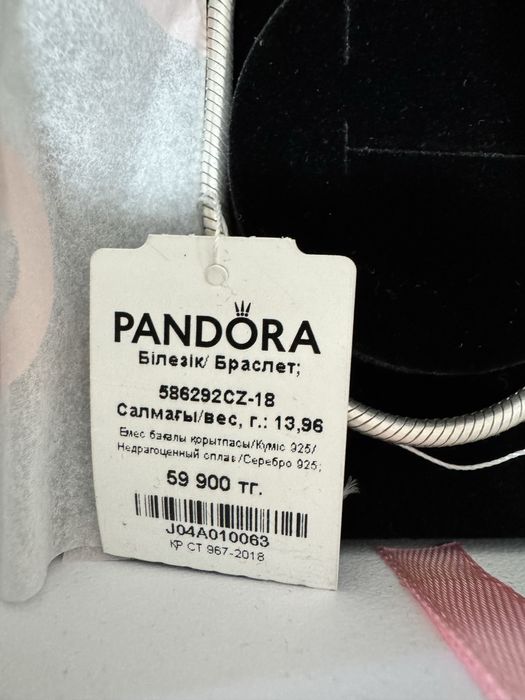 PANDORA
Білезік/ Браслет;
586292CZ-18
Салмағы/вес, г.: 13,96
Емес бағалы қорытпасы/Күміс 925/
Недрагоценный сплав/Серебро 925;
59 900 тг.
J04A010063
ҚР СТ 967-2018